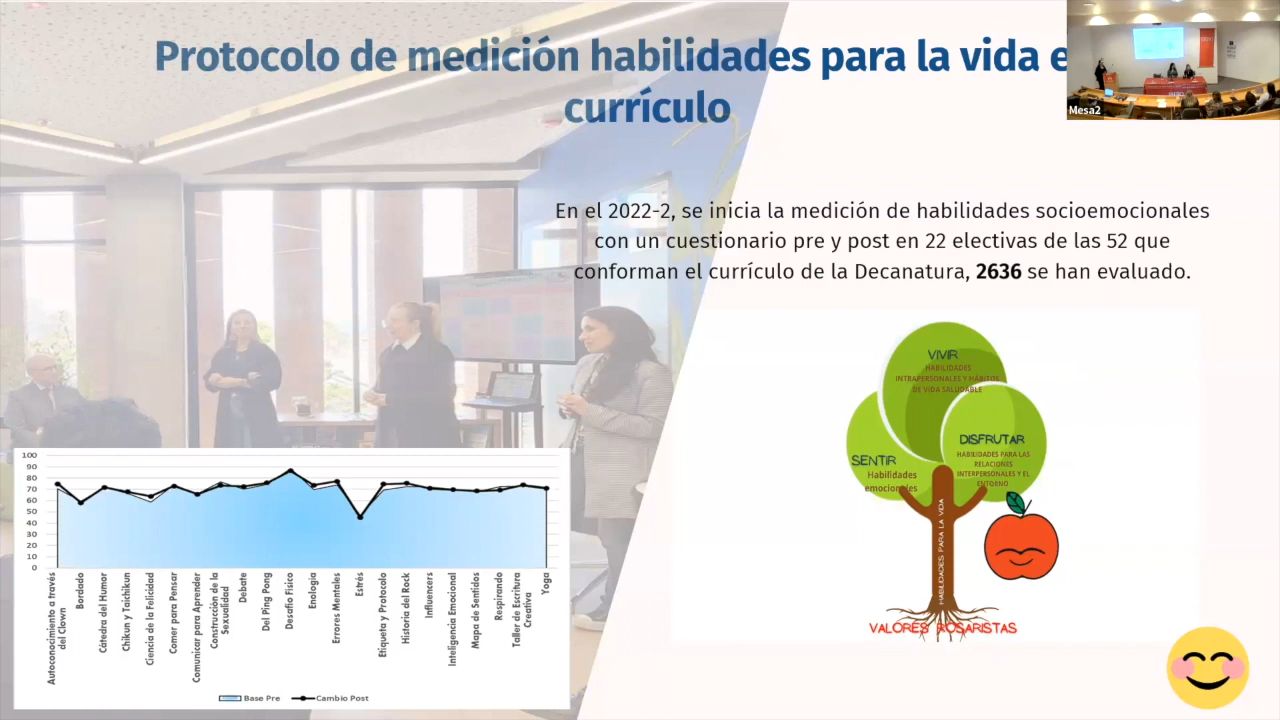 Protocolo de medición habilidades para la vida e
currículo
Mesa2
En el 2022-2, se inicia la medición de habilidades socioemocionales
con un cuestionario pre y post en 22 electivas de las 52 que
conforman el currículo de la Decanatura, 2636 se han evaluado.
VIVIR
HABILIDADES
INTRAPERSONALES Y HÁBITOS
DE VIDA SALUDABLE
DISFRUTAR
HABILIDADES PARA LAS
RELACIONES
INTERPERSONALES Y EL
ENTORNO
SENTIR
Habilidades
emocionales
HABILIDADES PARA LA VIDA
VALORES ROSARISTAS
100
90
80
70
60
50
40
30
20
10
0
Autoconocimiento a través
del Clown
Bordado
Cátedra del Humor
Chikun y Taichikun
Ciencia de la Felicidad
Comer para Pensar
Comunicar para Aprender
Construcción de la
Sexualidad
Debate
Del Ping Pong
Desafío Físico
Enología
Errores Mentales
Estrés
Etiqueta y Protocolo
Historia del Rock
Influencers
Inteligencia Emocional
Mapa de Sentidos
Respirando
Taller de Escritura
Creativa
Yoga
Base Pre
Cambio Post